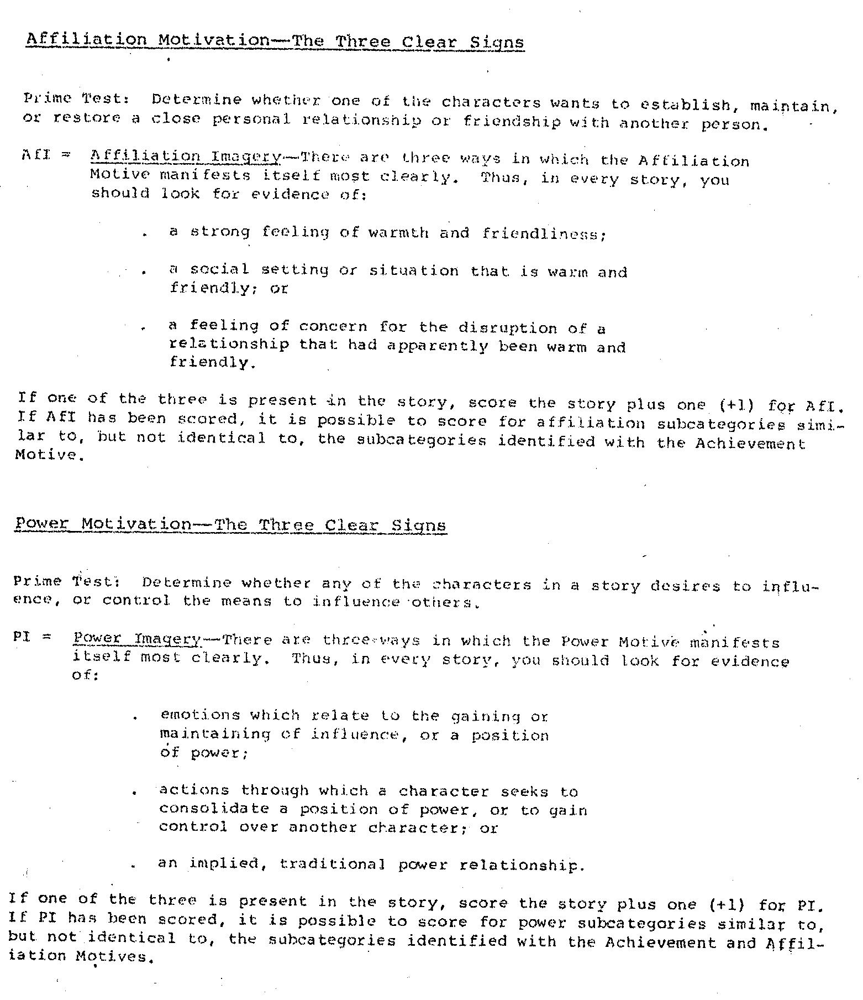 Affiliation Motivation—The Three Clear Signs
Prime Test: Determine whether one of the characters wants to establish, maintain,
or restore a close personal relationship or friendship with another person.
AfI = Affiliation Imagery—There are three ways in which the Affiliation
Motive manifests itself most clearly. Thus, in every story, you
should look for evidence of:
. a strong feeling of warmth and friendliness;
. a social setting or situation that is warm and
friendly; or
. a feeling of concern for the disruption of a
relationship that had apparently been warm and
friendly.
If one of the three is present in the story, score the story plus one (+1) for AfI.
If AfI has been scored, it is possible to score for affiliation subcategories simi-
lar to, but not identical to, the subcategories identified with the Achievement
Motive.
Power Motivation—The Three Clear Signs
Prime Test: Determine whether any of the characters in a story desires to influ-
ence, or control the means to influence others.
PI = Power Imagery—There are three ways in which the Power Motive manifests
itself most clearly. Thus, in every story, you should look for evidence
of:
. emotions which relate to the gaining or
maintaining of influence, or a position
of power;
. actions through which a character seeks to
consolidate a position of power, or to gain
control over another character; or
. an implied, traditional power relationship.
If one of the three is present in the story, score the story plus one (+1) for PI.
If PI has been scored, it is possible to score for power subcategories similar to,
but not identical to, the subcategories identified with the Achievement and Affil-
iation Motives.